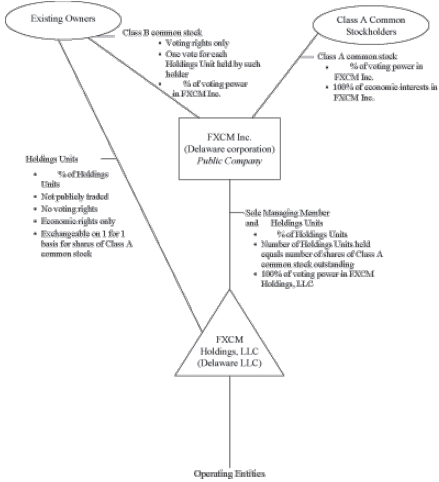 Existing Owners
Class A Common
Stockholders
Class B common stock
• Voting rights only
• One vote for each
Holdings Unit held by such
holder
• % of voting power
in FXCM Inc.
Class A common stock
• % of voting power in
FXCM Inc.
• 100% of economic interests in
FXCM Inc.
FXCM Inc.
(Delaware corporation)
Public Company
Holdings Units
• % of Holdings
Units
• Not publicly traded
• No voting rights
• Economic rights only
• Exchangeable on 1 for 1
basis for shares of Class A
common stock
Sole Managing Member
and Holdings Units
• % of Holdings Units
• Number of Holdings Units held
equals number of shares of Class A
common stock outstanding
• 100% of voting power in FXCM
Holdings, LLC
FXCM
Holdings, LLC
(Delaware LLC)
Operating Entities